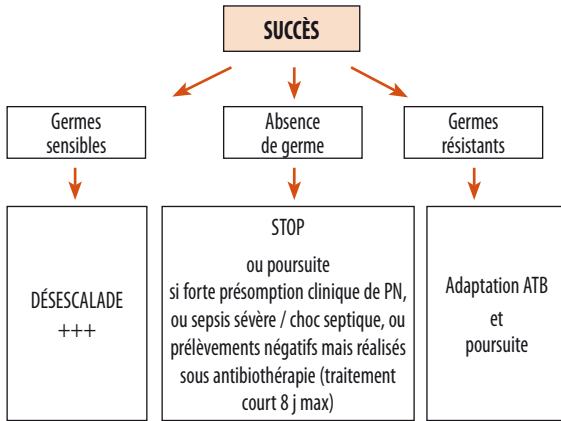 SUCCÈS
Germes
sensibles
Absence
de germe
Germes
résistants
DÉSESCALADE
+++
STOP
ou poursuite
si forte présomption clinique de PN,
ou sepsis sévère / choc septique, ou
prélèvements négatifs mais réalisés
sous antibiothérapie (traitement
court 8 j max)
Adaptation ATB
et
poursuite